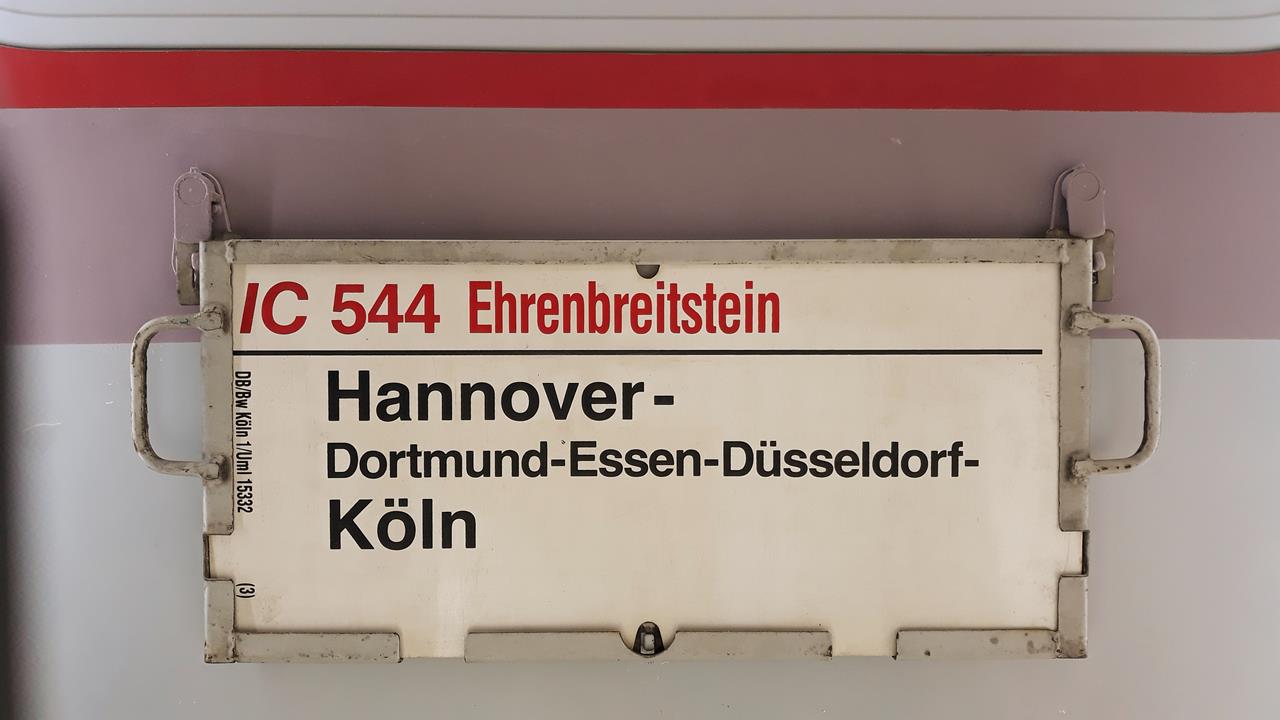 IC 544 Ehrenbreitstein
Hannover-
Dortmund-Essen-Düsseldorf-
Köln
DB/Bw Köln 1/Uml 15332
(3)